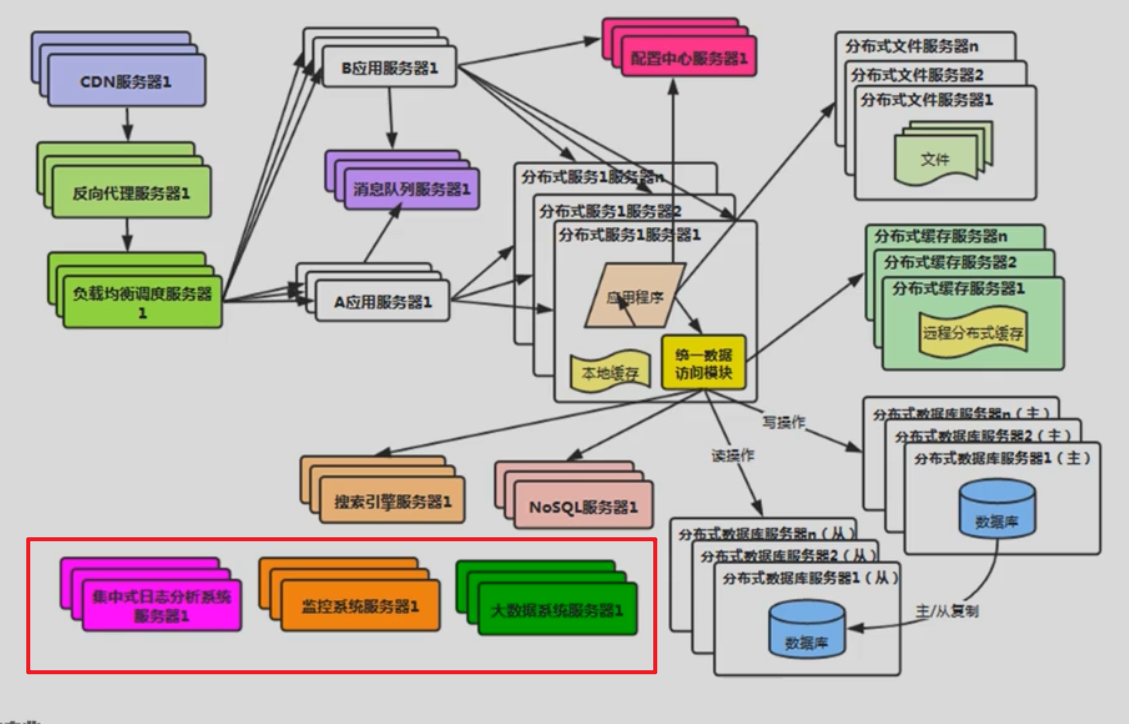 CDN服务器1
反向代理服务器1
负载均衡调度服务器
1
B应用服务器1
消息队列服务器1
A应用服务器1
配置中心服务器1
分布式服务1服务器n
分布式服务1服务器2
分布式服务1服务器1
应用程序
本地缓存
统一数据
访问模块
分布式文件服务器n
分布式文件服务器2
分布式文件服务器1
文件
分布式缓存服务器n
分布式缓存服务器2
分布式缓存服务器1
远程分布式缓存
写操作
读操作
分布式数据库服务器n（主）
分布式数据库服务器2（主）
分布式数据库服务器1（主）
数据库
搜索引擎服务器1
NoSQL服务器1
分布式数据库服务器n（从）
分布式数据库服务器2（从）
分布式数据库服务器1（从）
数据库
主/从复制
集中式日志分析系统
服务器1
监控系统服务器1
大数据系统服务器1